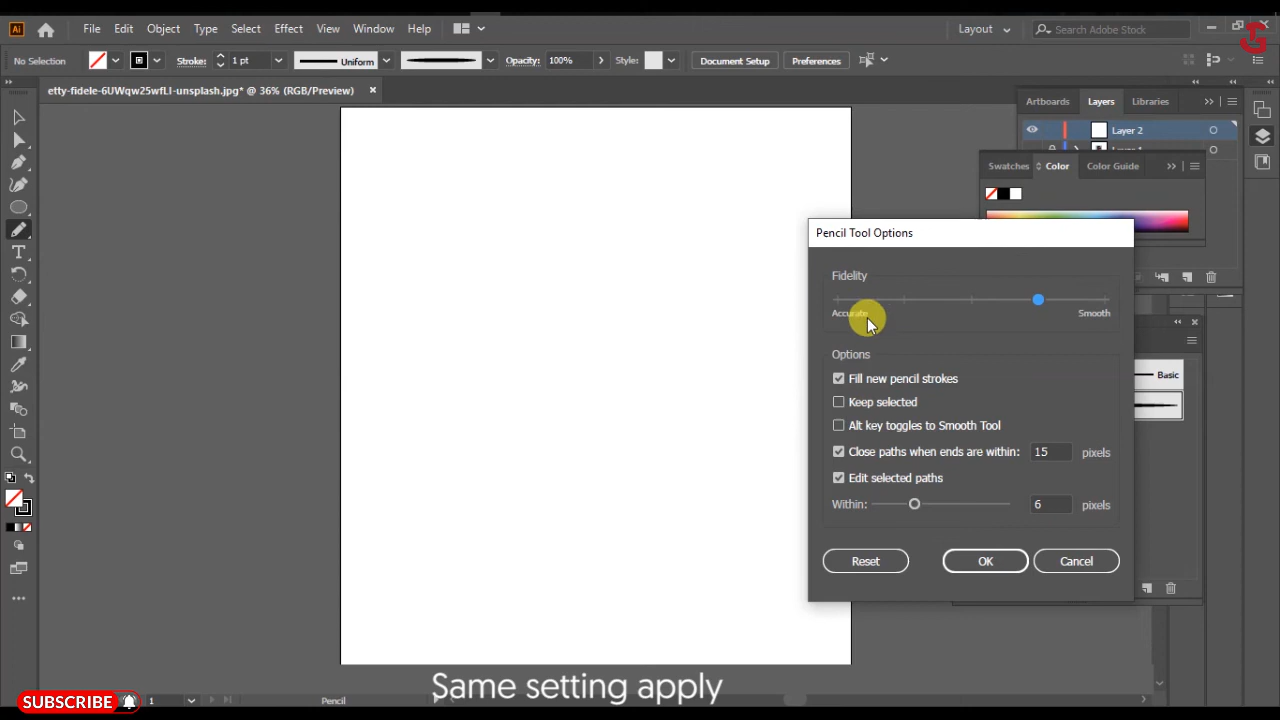 Ai File Edit Object Type Select Effect View Window Help Layout Search Adobe Stock
No Selection Stroke: 1 pt Uniform Opacity: 100% Style: Document Setup Preferences
etty-fidele-6UWqw25wfLI-unsplash.jpg* @ 36% (RGB/Preview)
Artboards Layers Libraries
Layer 2
Swatches Color Color Guide
Pencil Tool Options
Fidelity
Accurate Smooth
Options
Fill new pencil strokes
Keep selected
Alt key toggles to Smooth Tool
Close paths when ends are within: 15 pixels
Edit selected paths
Within: 6 pixels
Reset OK Cancel
Basic
Same setting apply
SUBSCRIBE 1 Pencil